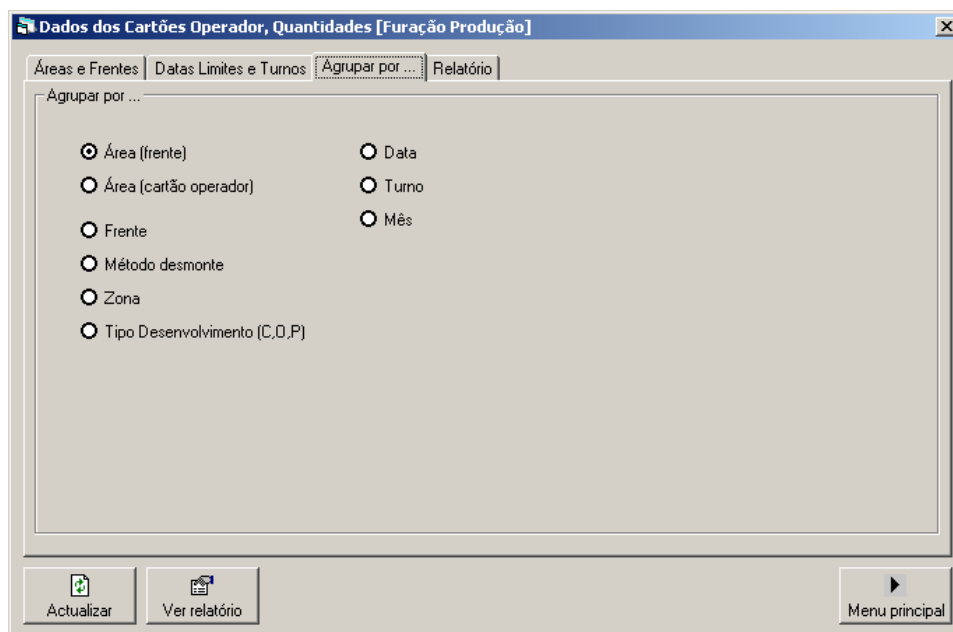 Dados dos Cartões Operador, Quantidades [Furação Produção]
Áreas e Frentes
Datas Limites e Turnos
Agrupar por ...
Relatório
Agrupar por ...
Área (frente)
Área (cartão operador)
Frente
Método desmonte
Zona
Tipo Desenvolvimento (C,O,P)
Data
Turno
Mês
Actualizar
Ver relatório
Menu principal